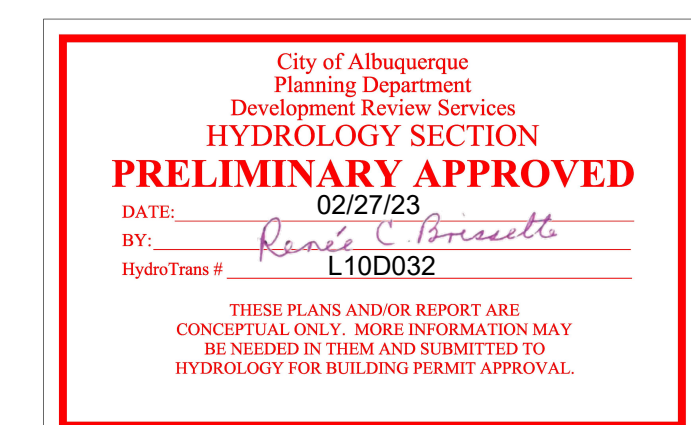 City of Albuquerque
Planning Department
Development Review Services
HYDROLOGY SECTION
PRELIMINARY APPROVED
DATE: 02/27/23
BY: Renée C. Brissette
HydroTrans # L10D032
THESE PLANS AND/OR REPORT ARE
CONCEPTUAL ONLY. MORE INFORMATION MAY
BE NEEDED IN THEM AND SUBMITTED TO
HYDROLOGY FOR BUILDING PERMIT APPROVAL.